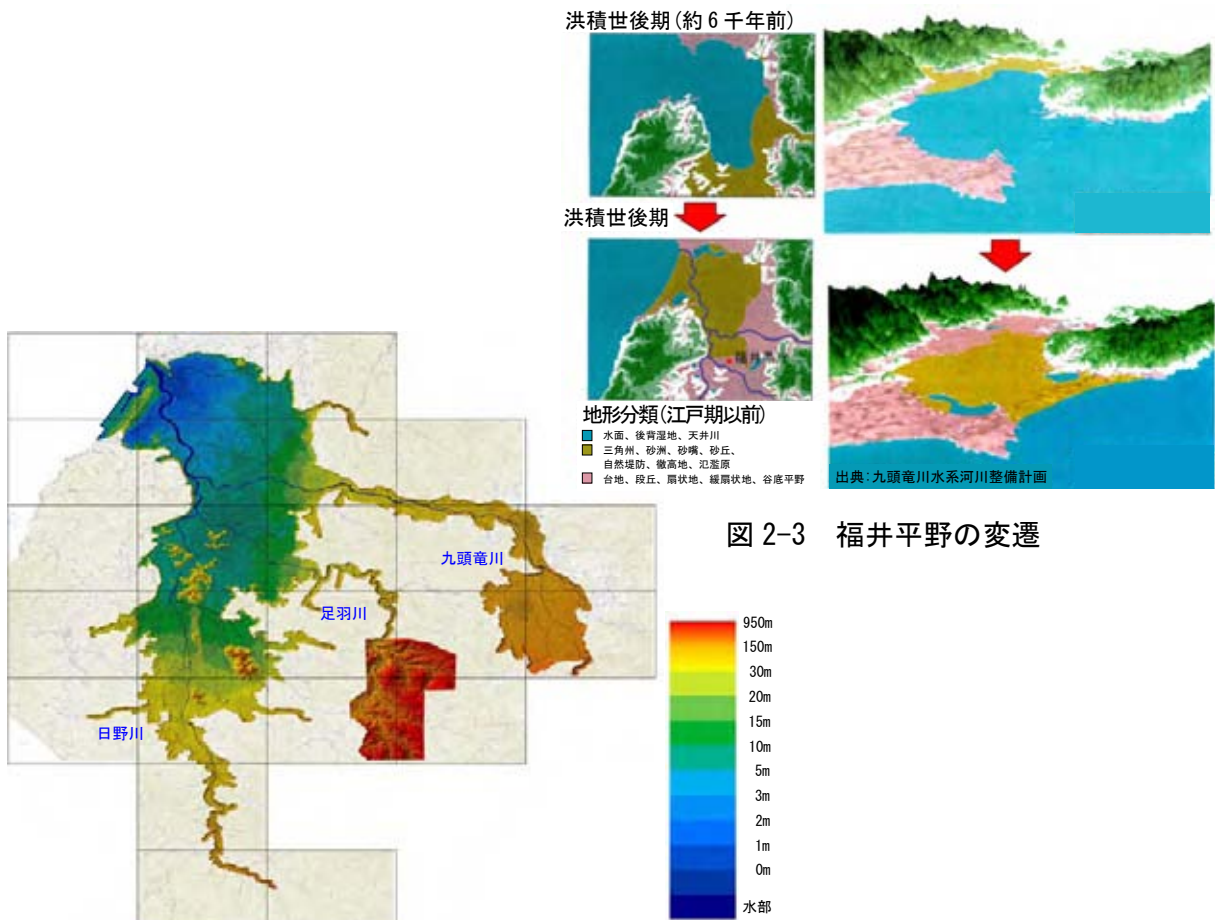 洪積世後期(約6千年前)
洪積世後期
福井
地形分類(江戸期以前)
水面、後背湿地、天井川
三角州、砂洲、砂嘴、砂丘、
自然堤防、徹高地、氾濫原
台地、段丘、扇状地、緩扇状地、谷底平野
出典:九頭竜川水系河川整備計画
図2-3 福井平野の変遷
九頭竜川
足羽川
日野川
950m
150m
30m
20m
15m
10m
5m
3m
2m
1m
0m
水部